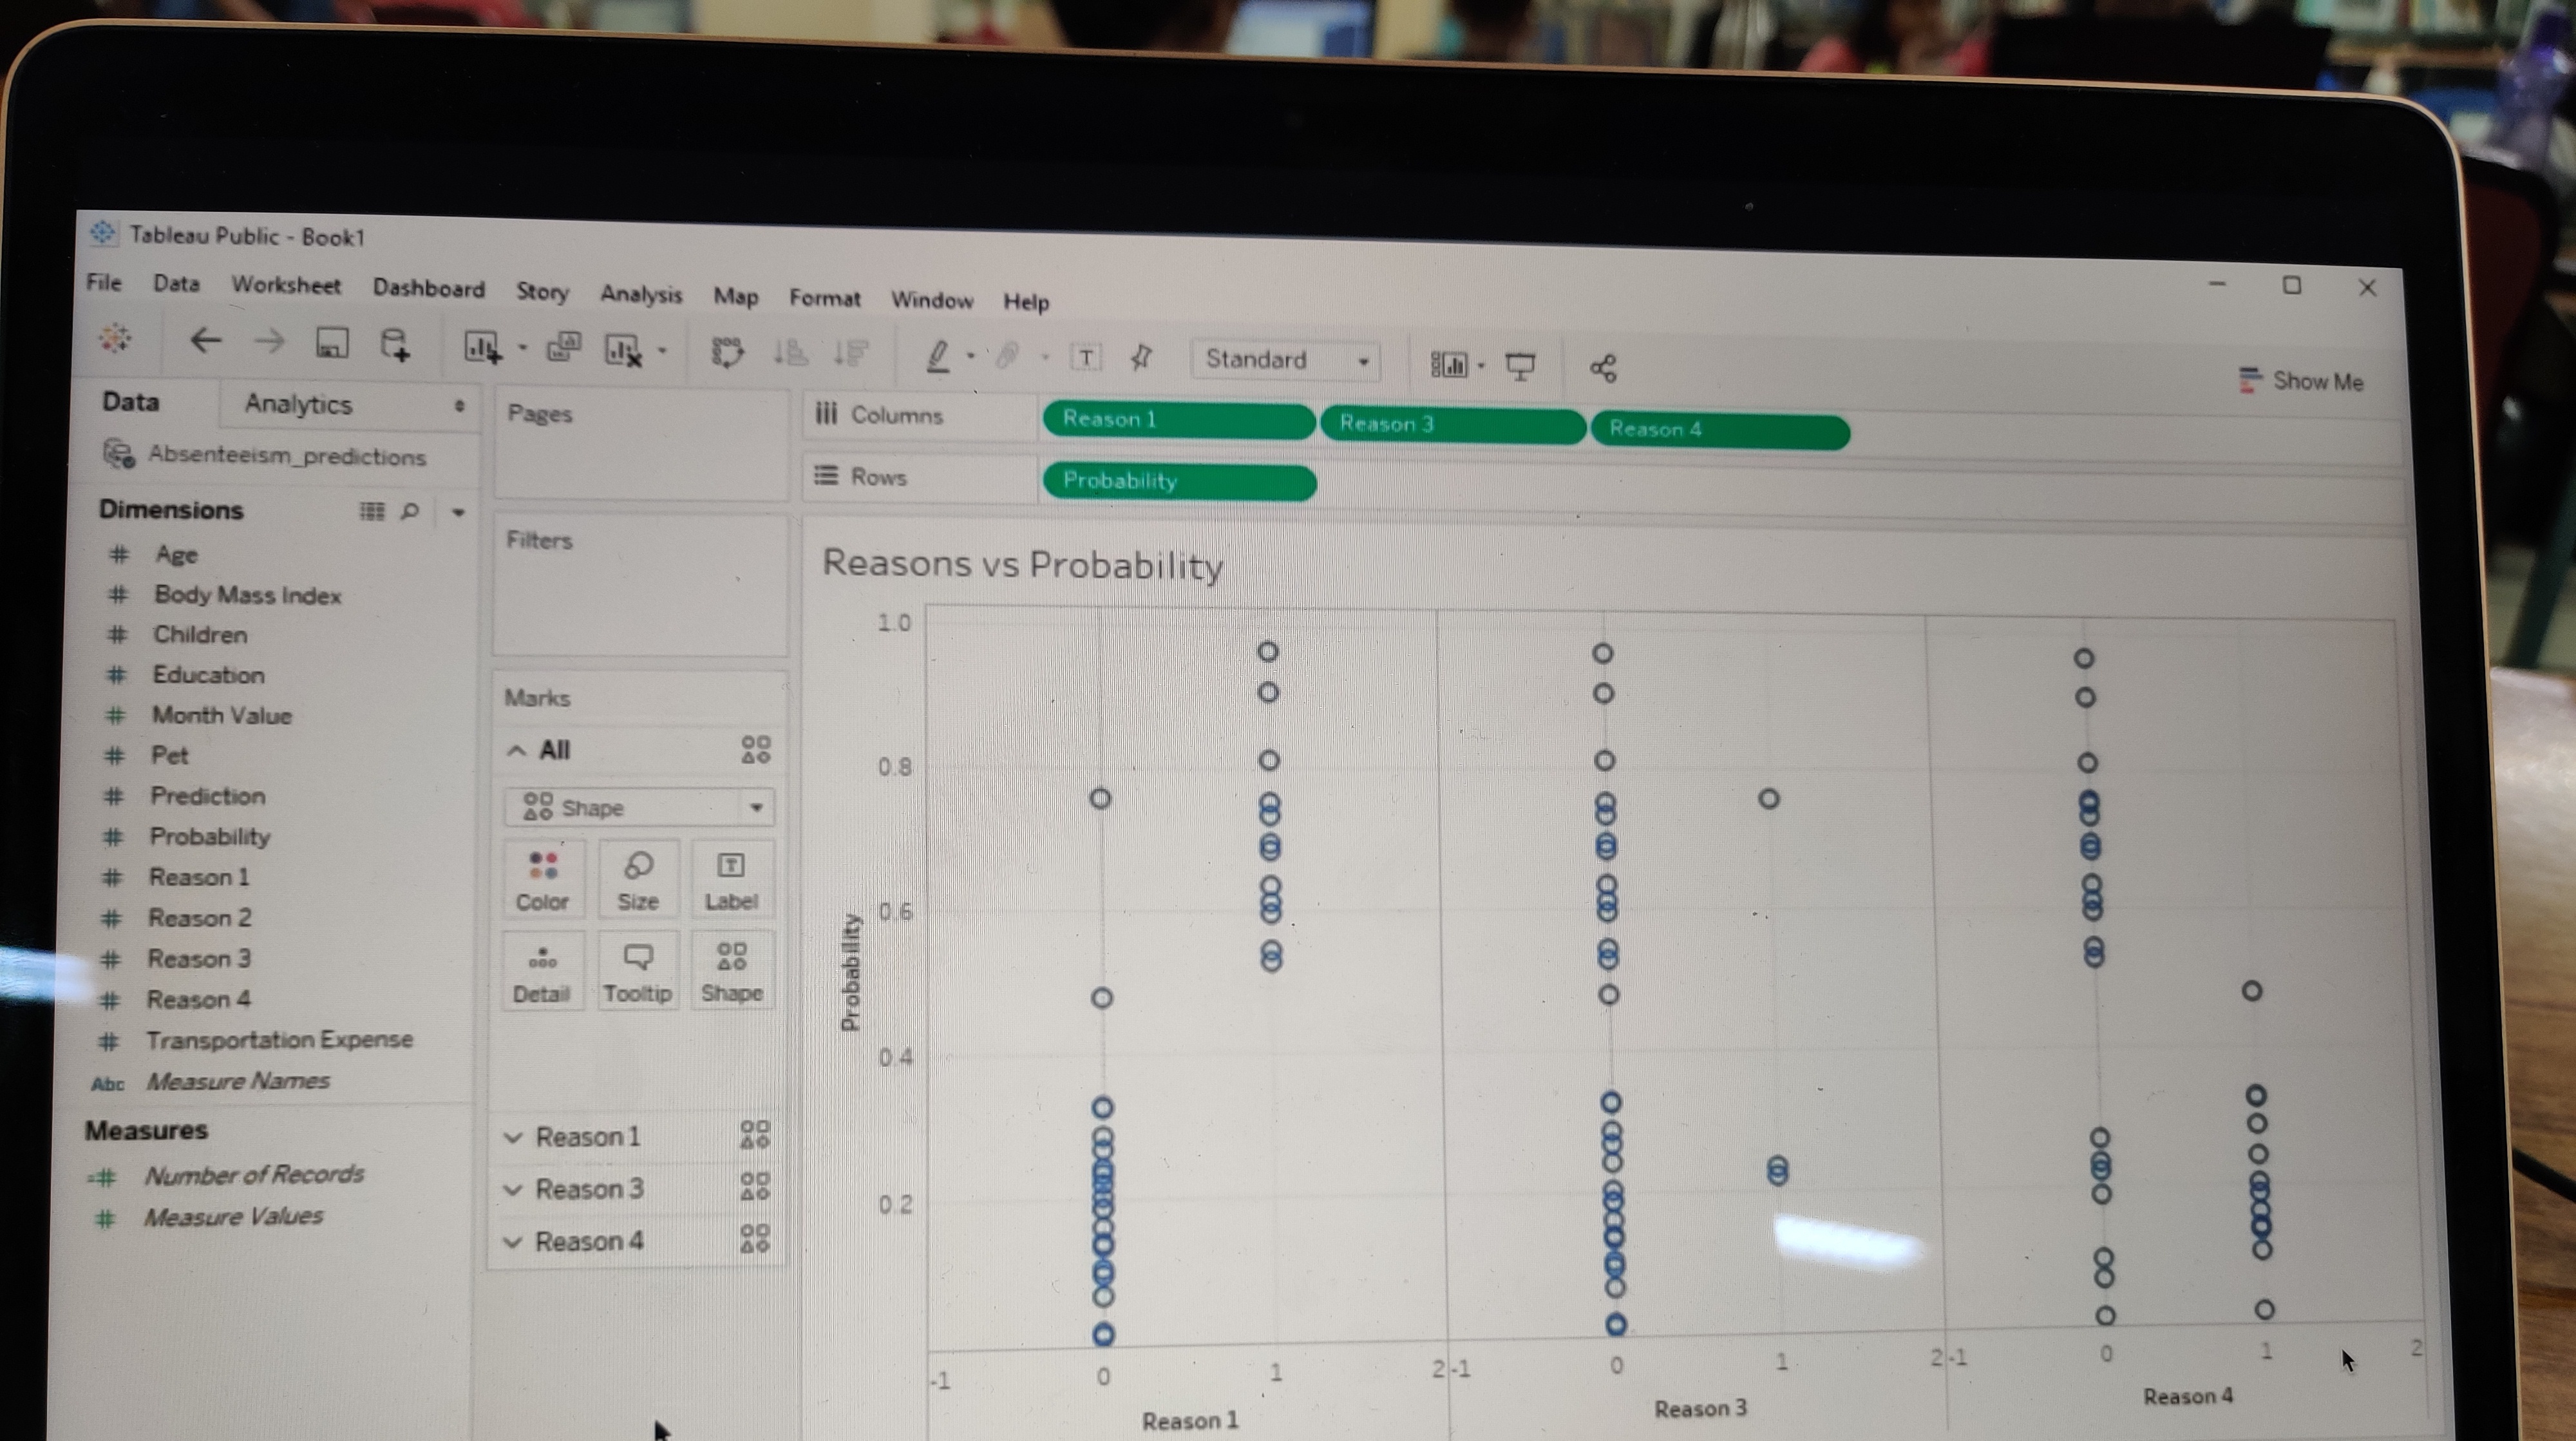 Tableau Public - Book1
File Data Worksheet Dashboard Story Analysis Map Format Window Help
Standard
Show Me
Data Analytics
Absenteeism_predictions
Dimensions
Age
Body Mass Index
Children
Education
Month Value
Pet
Prediction
Probability
Reason 1
Reason 2
Reason 3
Reason 4
Transportation Expense
Abc Measure Names
Measures
Number of Records
Measure Values
Pages
Filters
Marks
All
Shape
Color Size Label
Detail Tooltip Shape
Reason 1
Reason 3
Reason 4
Columns Reason 1 Reason 3 Reason 4
Rows Probability
Reasons vs Probability
1.0
0.8
0.6
0.4
0.2
Probability
-1 0 1 2 -1 0 1 2 -1 0 1 2
Reason 1 Reason 3 Reason 4